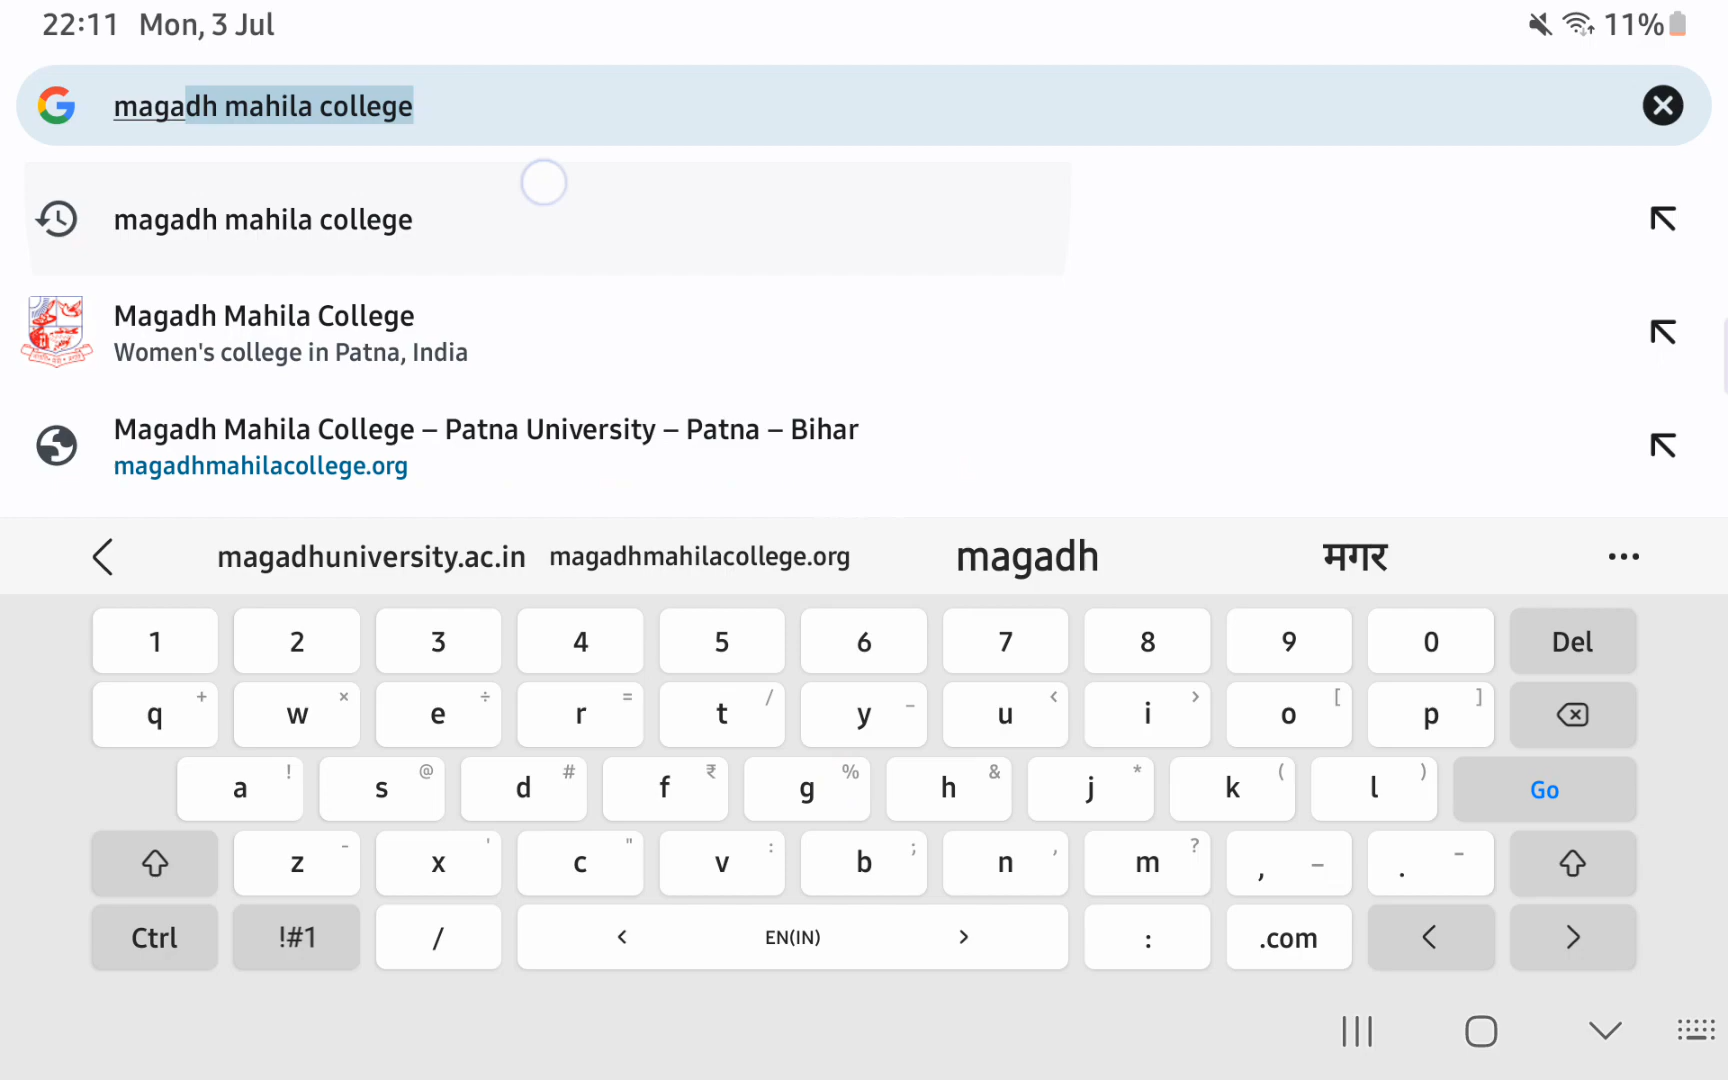 22:11 Mon, 3 Jul 11%
magadh mahila college
magadh mahila college
Magadh Mahila College
Women's college in Patna, India
Magadh Mahila College – Patna University – Patna – Bihar
magadhmahilacollege.org
magadhuniversity.ac.in magadhmahilacollege.org magadh मगर ...
1 2 3 4 5 6 7 8 9 0 Del
q + w × e ÷ r = t / y _ u < i > o [ p ]
a ! s @ d # f ₹ g % h & j * k ( l ) Go
z - x ' c " v : b ; n , m ? , _ . -
Ctrl !#1 / < EN(IN) > : .com < >